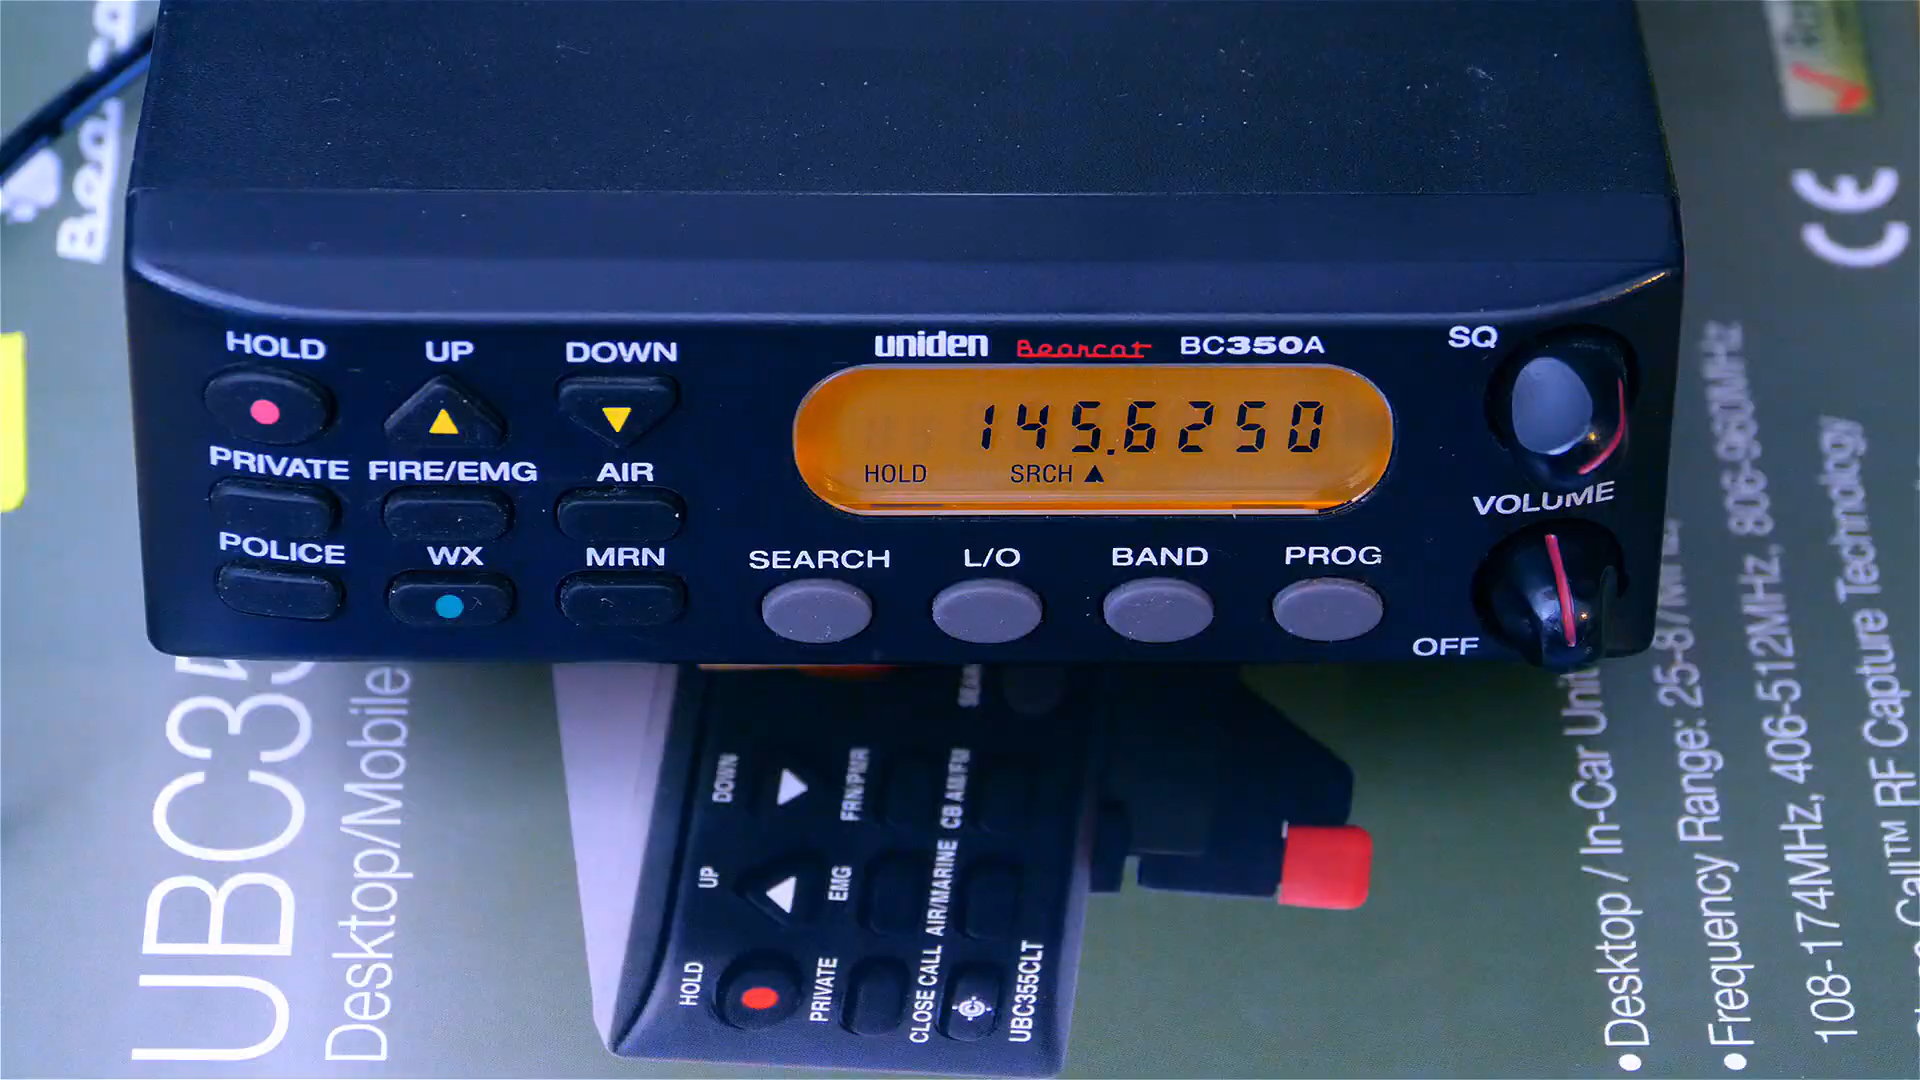 HOLD UP DOWN
uniden Bearcat BC350A
SQ
145.6250
HOLD SRCH ▲
PRIVATE FIRE/EMG AIR
VOLUME
POLICE WX MRN
SEARCH L/O BAND PROG
OFF
CE
UBC35
Desktop/Mobile
DOWN
UP
HOLD
FRN/PMR
EMG
PRIVATE
CB AM/FM
AIR/MARINE
CLOSE CALL
UBC355CLT
•Desktop / In-Car Unit
•Frequency Range: 25-87MHz,
108-174MHz, 406-512MHz, 806-960MHz
RF Capture Technology